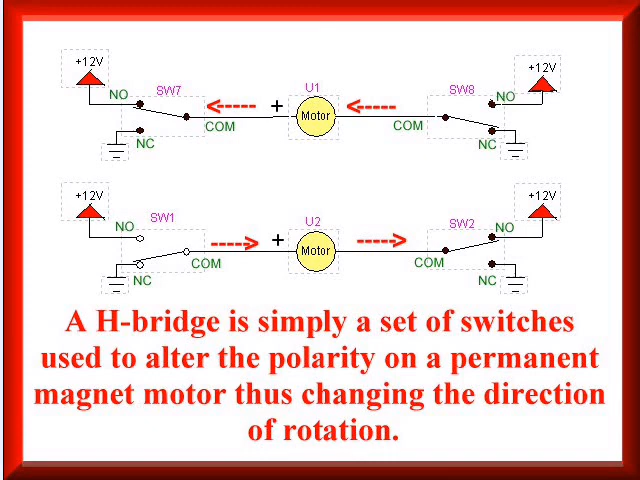 +12V
+12V
U1
SW7
SW8
NO
NO
+
Motor
COM
COM
NC
NC
+12V
+12V
SW1
U2
SW2
NO
NO
+
Motor
COM
COM
NC
NC
A H-bridge is simply a set of switches
used to alter the polarity on a permanent
magnet motor thus changing the direction
of rotation.